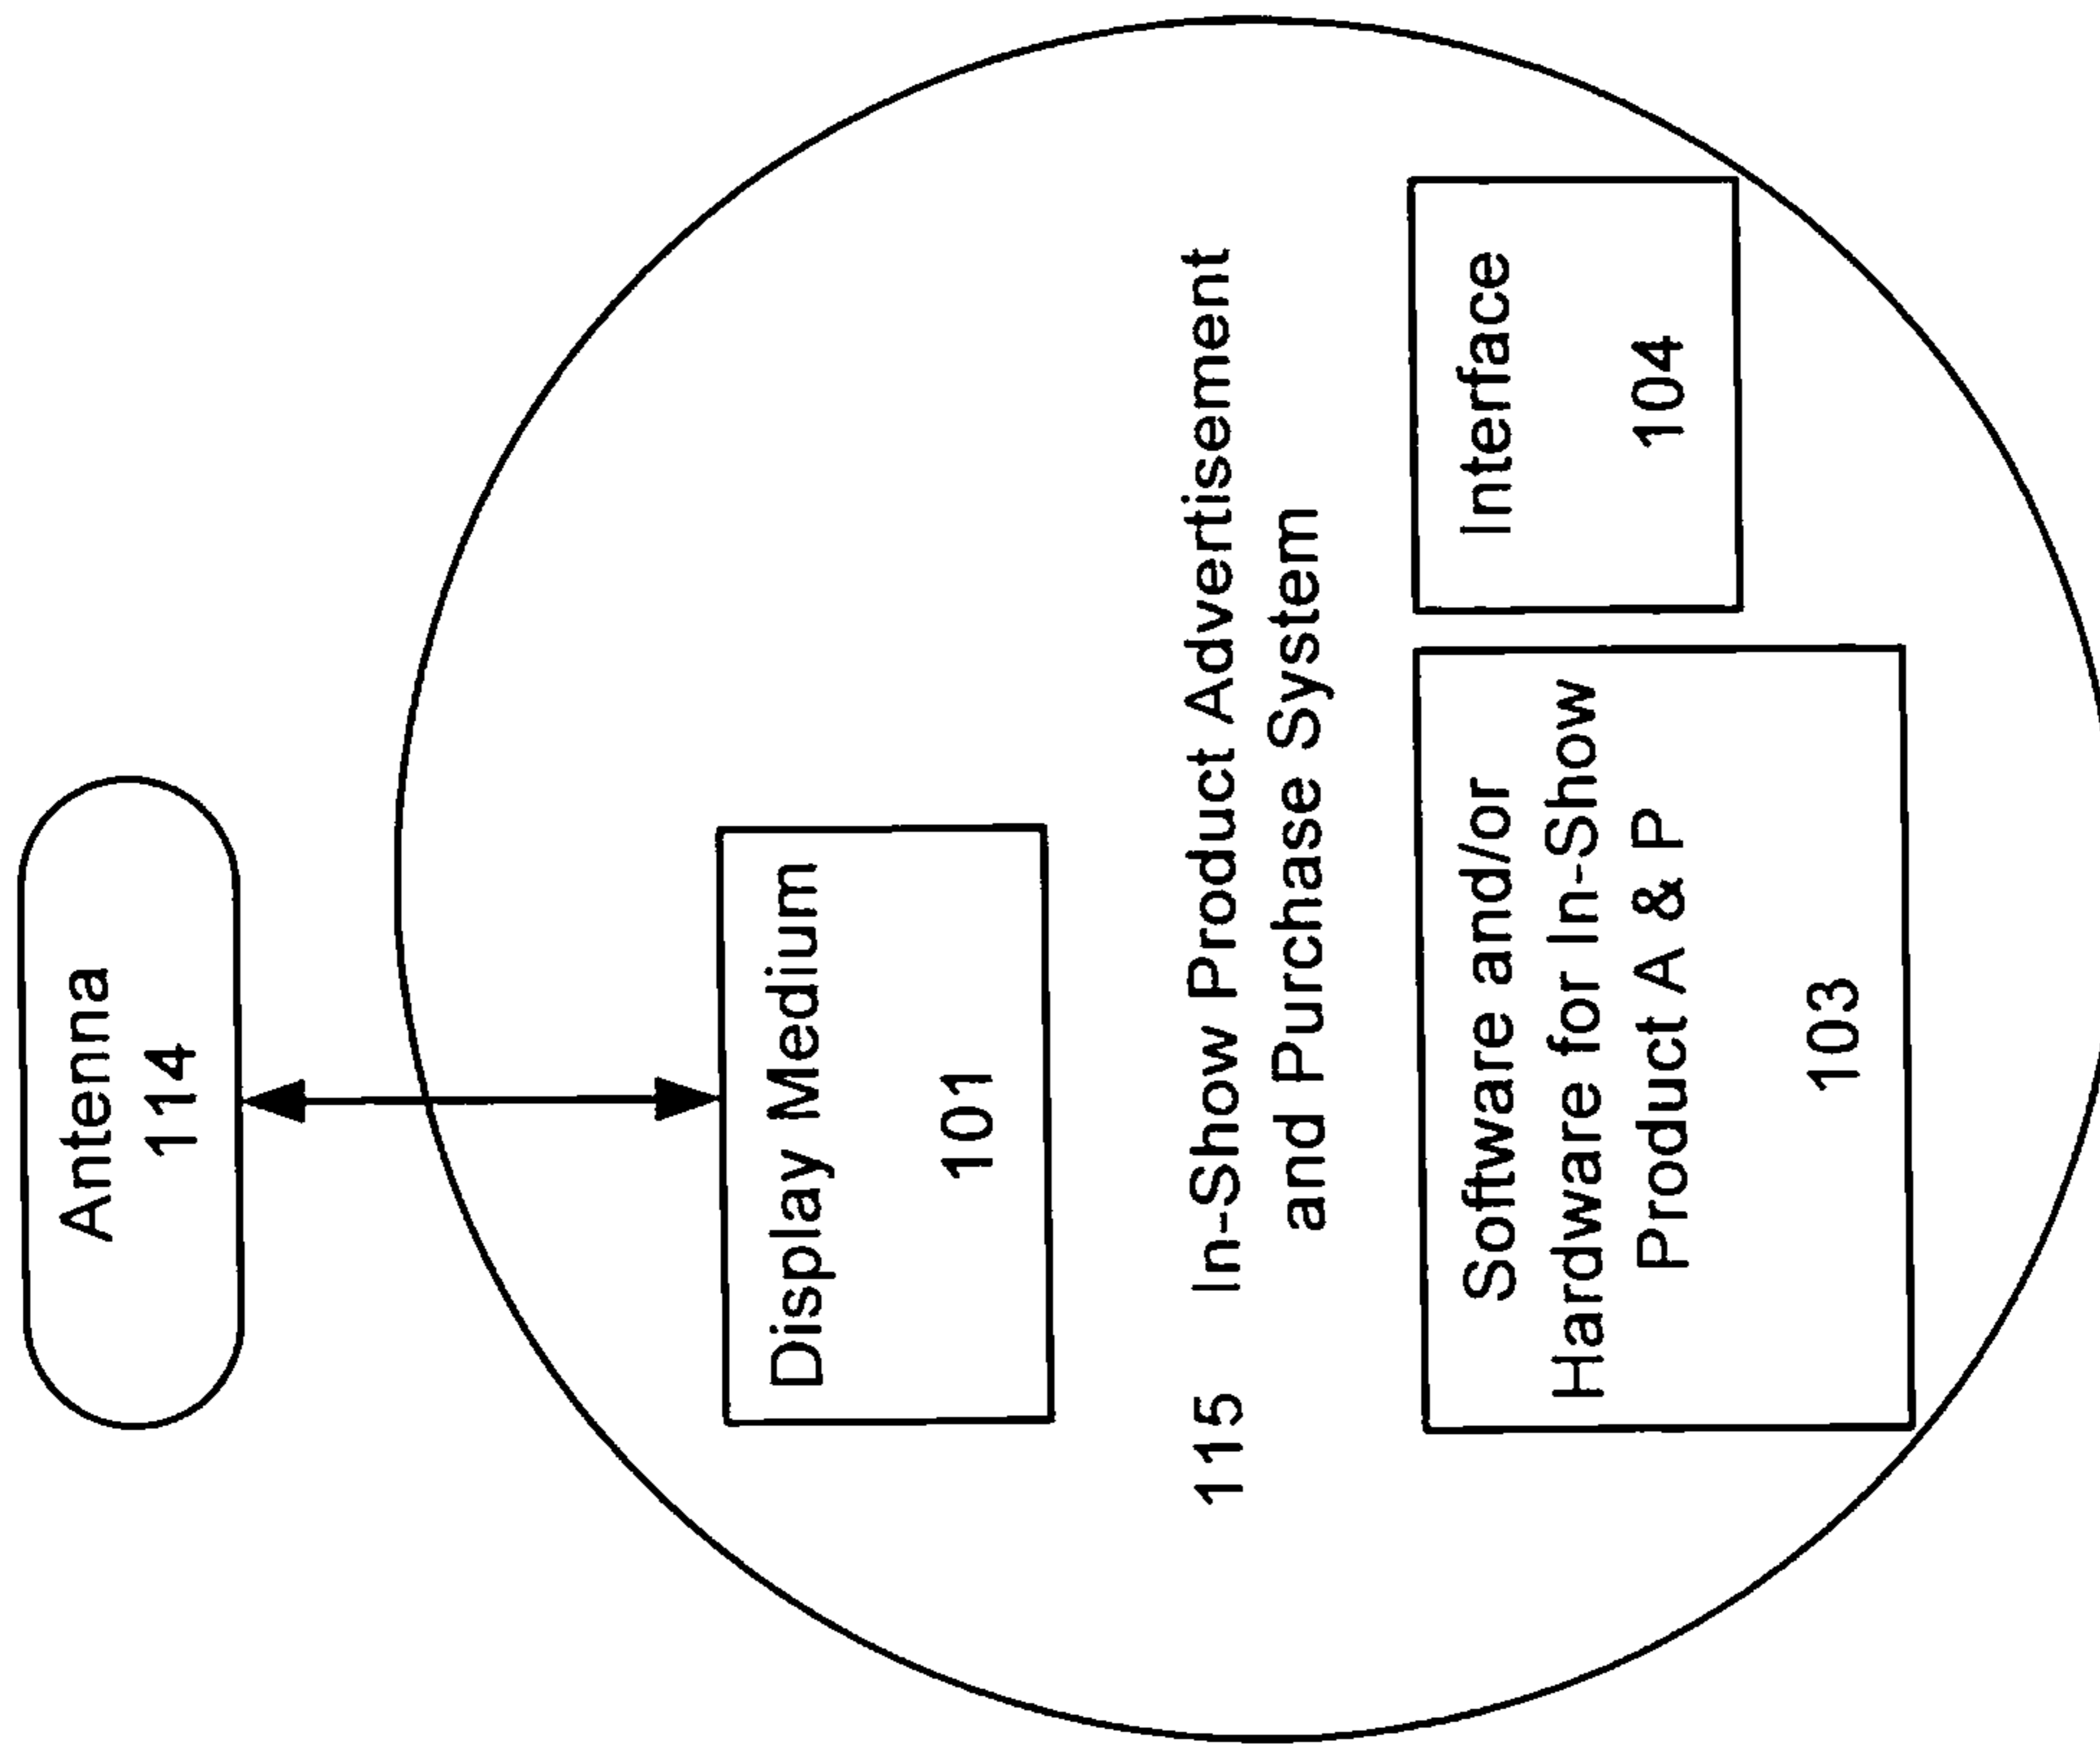 Antenna
114
Display Medium
101
115 In-Show Product Advertisement
and Purchase System
Software and/or
Hardware for In-Show
Product A & P
103
Interface
104